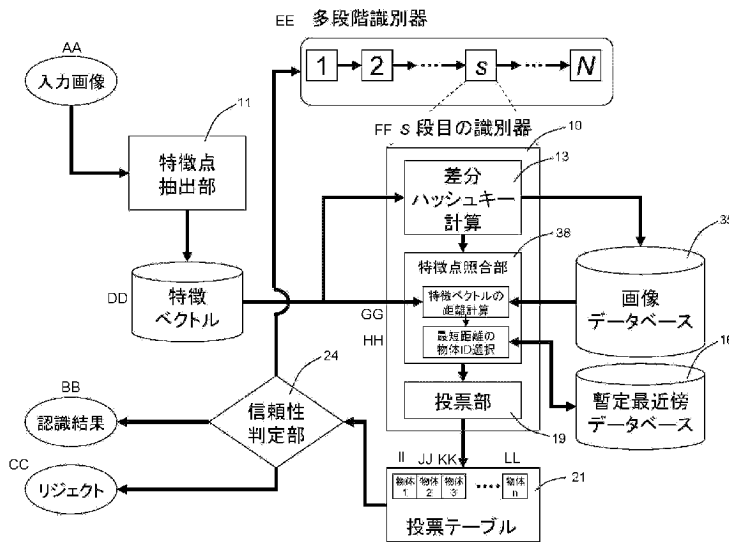 EE 多段階識別器
1 2 s N
AA
入力画像
11
特徴点
抽出部
FF s 段目の識別器
10
13
差分
ハッシュキー
計算
38
特徴点照合部
35
DD
特徴
ベクトル
GG
特徴ベクトルの
距離計算
画像
データベース
HH
最短距離の
物体ID選択
16
24
BB
認識結果
信頼性
判定部
投票部
19
暫定最近傍
データベース
CC
リジェクト
II JJ KK LL
21
物体
1
物体
2
物体
3
物体
n
投票テーブル